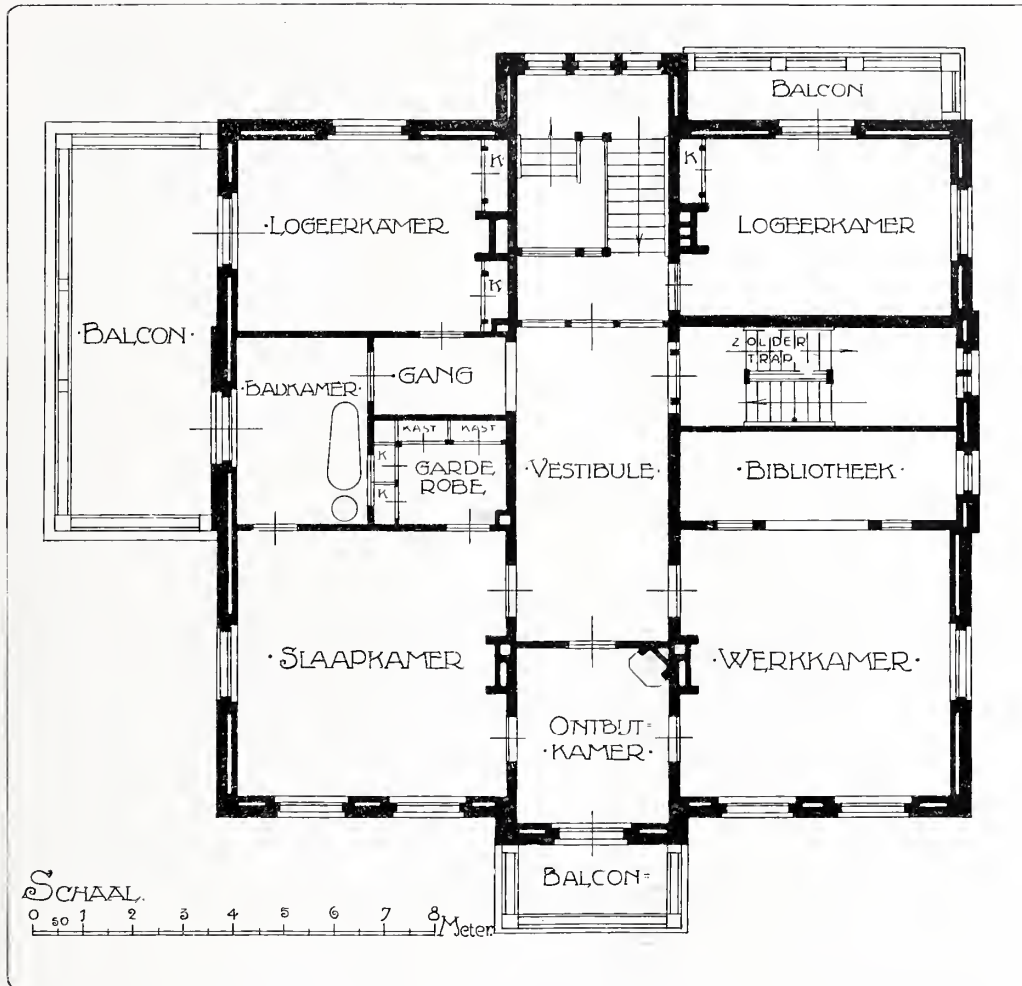 BALCON
K
K
·LOGEERKAMER
LOGEERKAMER
K
·BALCON·
ZOLDER
TRAP
·GANG
·BADKAMER·
KAST KAST
K
GARDE
ROBE
K
·VESTIBULE·
·BIBLIOTHEEK·
·SLAAPKAMER
·WERKKAMER·
ONTBIJT=
·KAMER·
BALCON=
SCHAAL.
0 50 1 2 3 4 5 6 7 8 Meter.